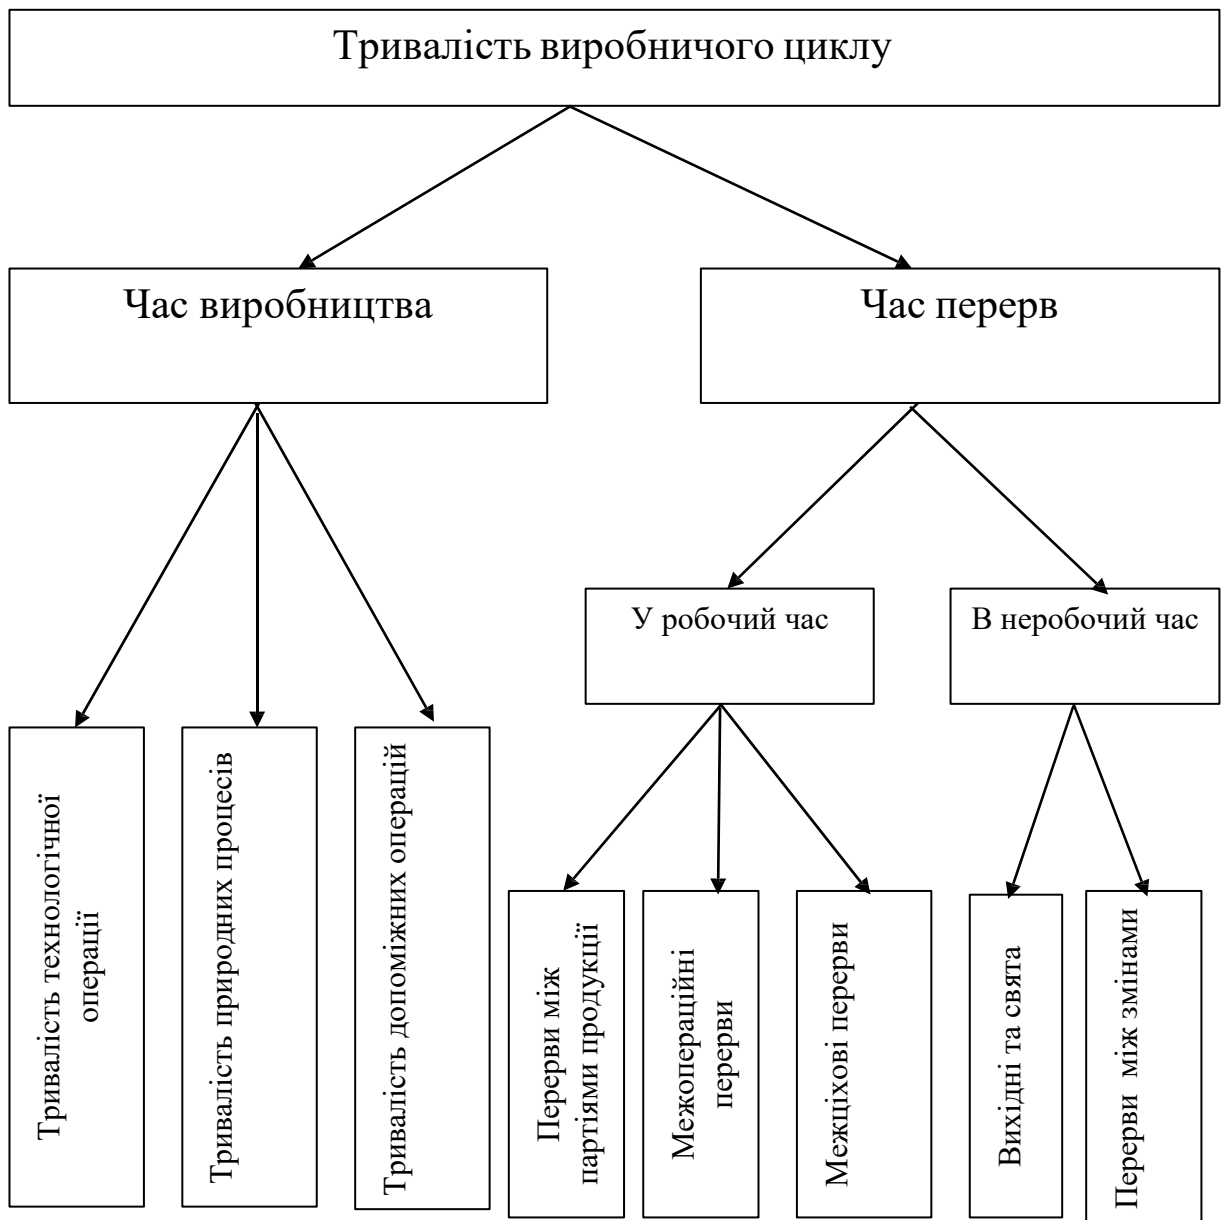 Тривалість виробничого циклу
Час виробництва
Час перерв
У робочий час
В неробочий час
Тривалість технологічної
операції
Тривалість природних процесів
Тривалість допоміжних операцій
Перерви між
партіями продукції
Межопераційні
перерви
Межціхові перерви
Вихідні та свята
Перерви між змінами